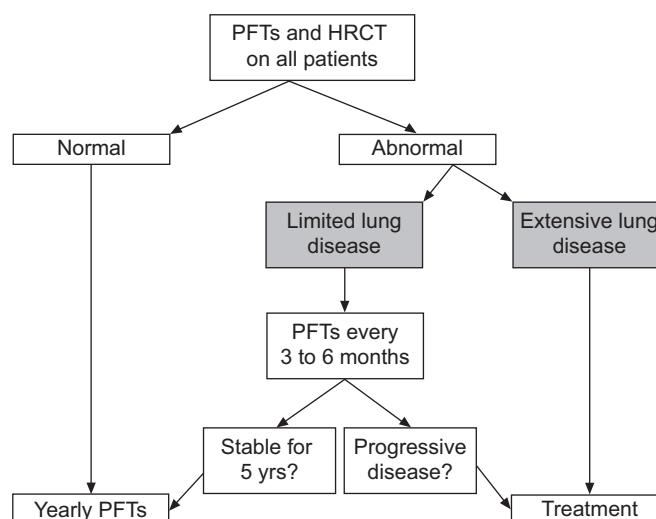 PFTs and HRCT
on all patients
Normal
Abnormal
Limited lung
disease
Extensive lung
disease
PFTs every
3 to 6 months
Stable for
5 yrs?
Progressive
disease?
Yearly PFTs
Treatment